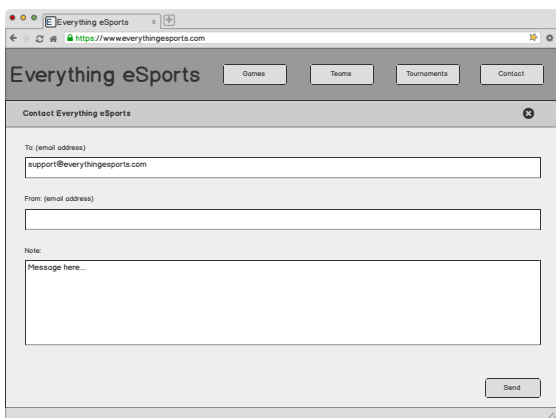 E Everything eSports x
https://www.everythingesports.com
Everything eSports Games Teams Tournaments Contact
Contact Everything eSports
To: (email address)
support@everythingesports.com
From: (email address)
Note:
Message here...
Send